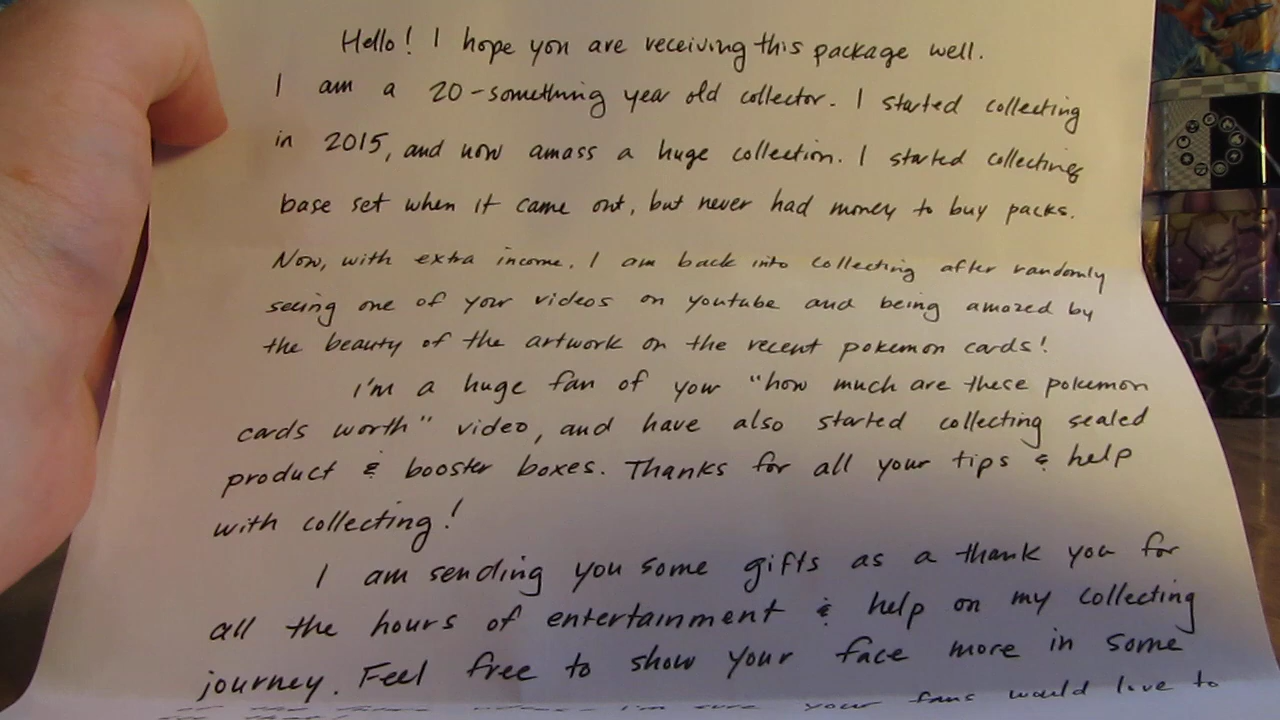 Hello! I hope you are receiving this package well.
I am a 20-something year old collector. I started collecting
in 2015, and now amass a huge collection. I started collecting
base set when it came out, but never had money to buy packs.
Now, with extra income, I am back into collecting after randomly
seeing one of your videos on youtube and being amazed by
the beauty of the artwork on the recent pokemon cards!
I'm a huge fan of your "how much are these pokemon
cards worth" video, and have also started collecting sealed
product & booster boxes. Thanks for all your tips & help
with collecting!
I am sending you some gifts as a thank you for
all the hours of entertainment & help on my collecting
journey. Feel free to show your face more in some
I'm sure your fans would love to